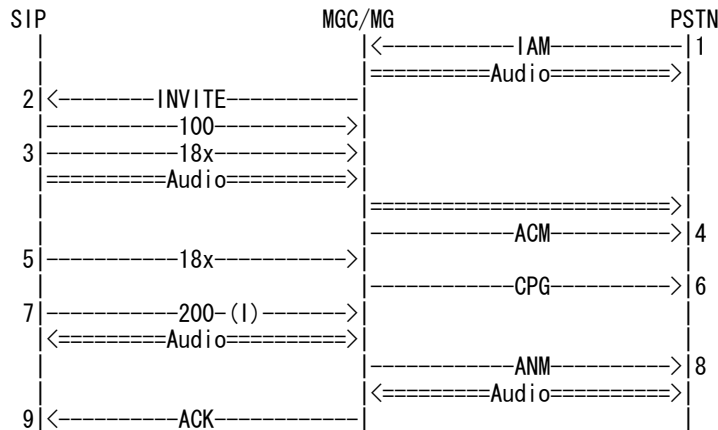 SIP                       MGC/MG                       PSTN
 |                          |<-----------IAM-----------|1
 |                          |==========Audio==========>|
2|<--------INVITE-----------|                          |
 |-----------100----------->|                          |
3|-----------18x----------->|                          |
 |==========Audio==========>|                          |
 |                          |=========================>|
 |                          |------------ACM---------->|4
5|-----------18x----------->|                          |
 |                          |------------CPG---------->|6
7|-----------200-(I)------->|                          |
 |<=========Audio==========>|                          |
 |                          |------------ANM---------->|8
 |                          |<=========Audio==========>|
9|<----------ACK------------|                          |